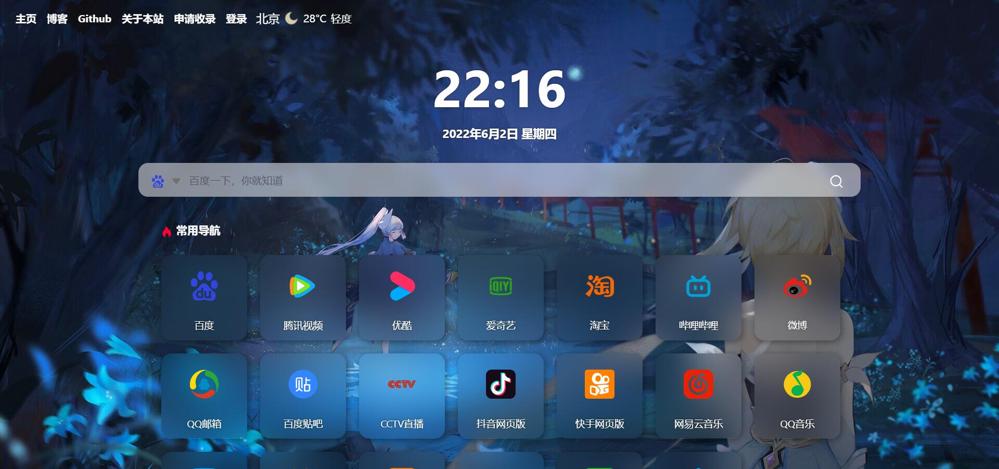 主页 博客 Github 关于本站 申请收录 登录 北京 28°C 轻度
22:16
2022年6月2日 星期四
百度一下，你就知道
常用导航
du QIY 淘
百度 腾讯视频 优酷 爱奇艺 淘宝 哔哩哔哩 微博
贴 CCTV
QQ邮箱 百度贴吧 CCTV直播 抖音网页版 快手网页版 网易云音乐 QQ音乐